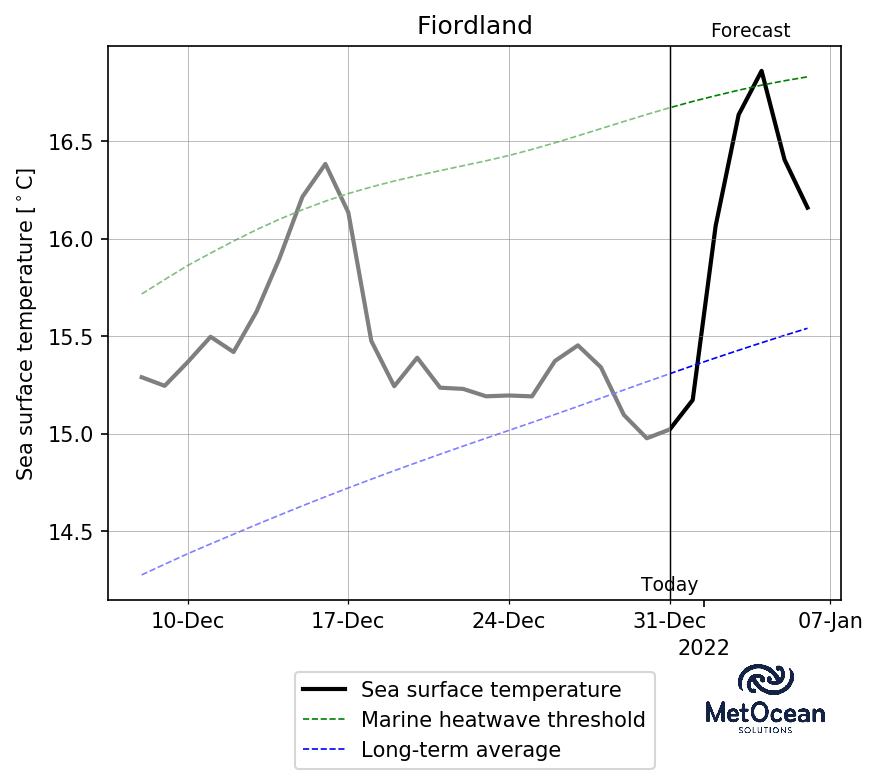 Fiordland
Forecast
Sea surface temperature [°C]
16.5
16.0
15.5
15.0
14.5
Today
10-Dec 17-Dec 24-Dec 31-Dec 07-Jan
2022
Sea surface temperature
Marine heatwave threshold
Long-term average
MetOcean
SOLUTIONS